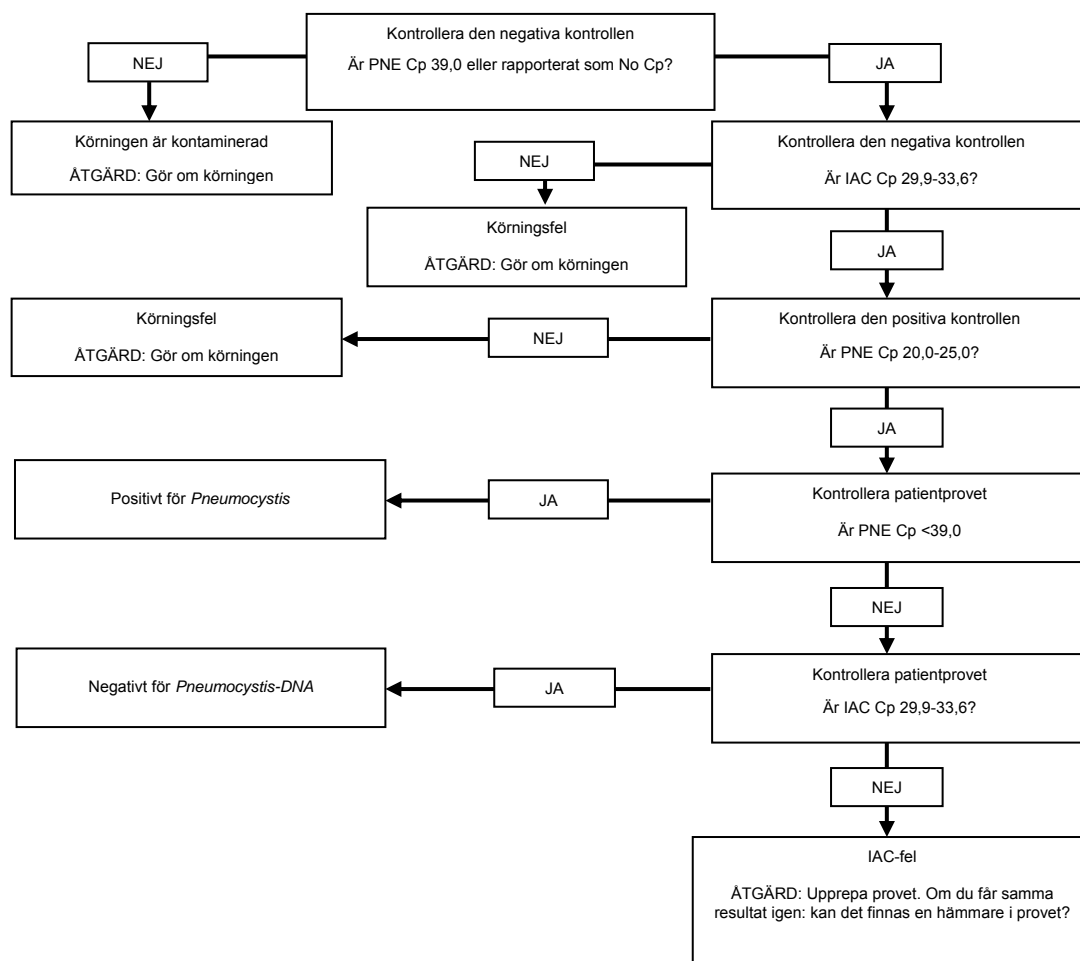 Kontrollera den negativa kontrollen
Är PNE Cp 39,0 eller rapporterat som No Cp?
NEJ
JA
Körningen är kontaminerad
ÅTGÄRD: Gör om körningen
Kontrollera den negativa kontrollen
Är IAC Cp 29,9-33,6?
NEJ
Körningsfel
ÅTGÄRD: Gör om körningen
JA
Körningsfel
ÅTGÄRD: Gör om körningen
NEJ
Kontrollera den positiva kontrollen
Är PNE Cp 20,0-25,0?
JA
Positivt för Pneumocystis
JA
Kontrollera patientprovet
Är PNE Cp <39,0
NEJ
Negativt för Pneumocystis-DNA
JA
Kontrollera patientprovet
Är IAC Cp 29,9-33,6?
NEJ
IAC-fel
ÅTGÄRD: Upprepa provet. Om du får samma
resultat igen: kan det finnas en hämmare i provet?